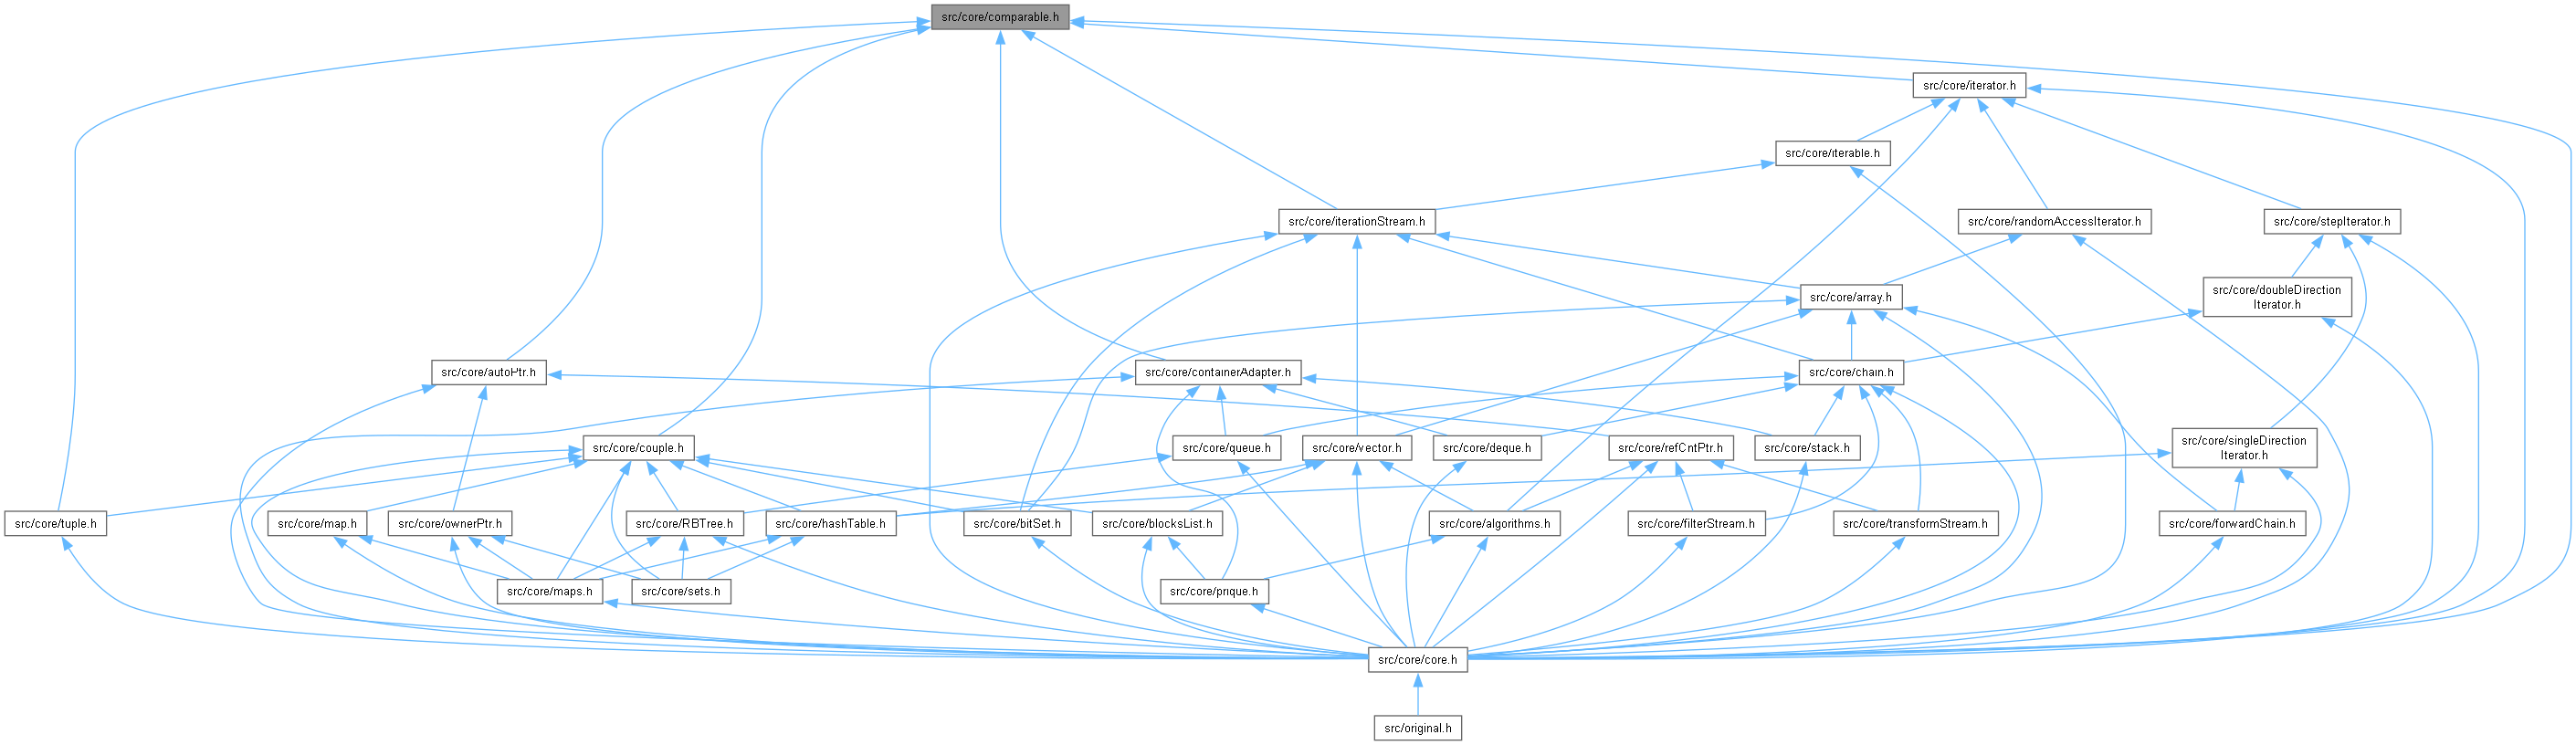 src/core/comparable.h
src/core/iterator.h
src/core/iterable.h
src/core/iterationStream.h
src/core/randomAccessIterator.h
src/core/stepIterator.h
src/core/array.h
src/core/doubleDirection
Iterator.h
src/core/autoPtr.h
src/core/containerAdapter.h
src/core/chain.h
src/core/couple.h
src/core/queue.h
src/core/vector.h
src/core/deque.h
src/core/refCntPtr.h
src/core/stack.h
src/core/singleDirection
Iterator.h
src/core/tuple.h
src/core/map.h
src/core/ownerPtr.h
src/core/RBTree.h
src/core/hashTable.h
src/core/bitSet.h
src/core/blocksList.h
src/core/algorithms.h
src/core/filterStream.h
src/core/transformStream.h
src/core/forwardChain.h
src/core/maps.h
src/core/sets.h
src/core/prique.h
src/core/core.h
src/original.h